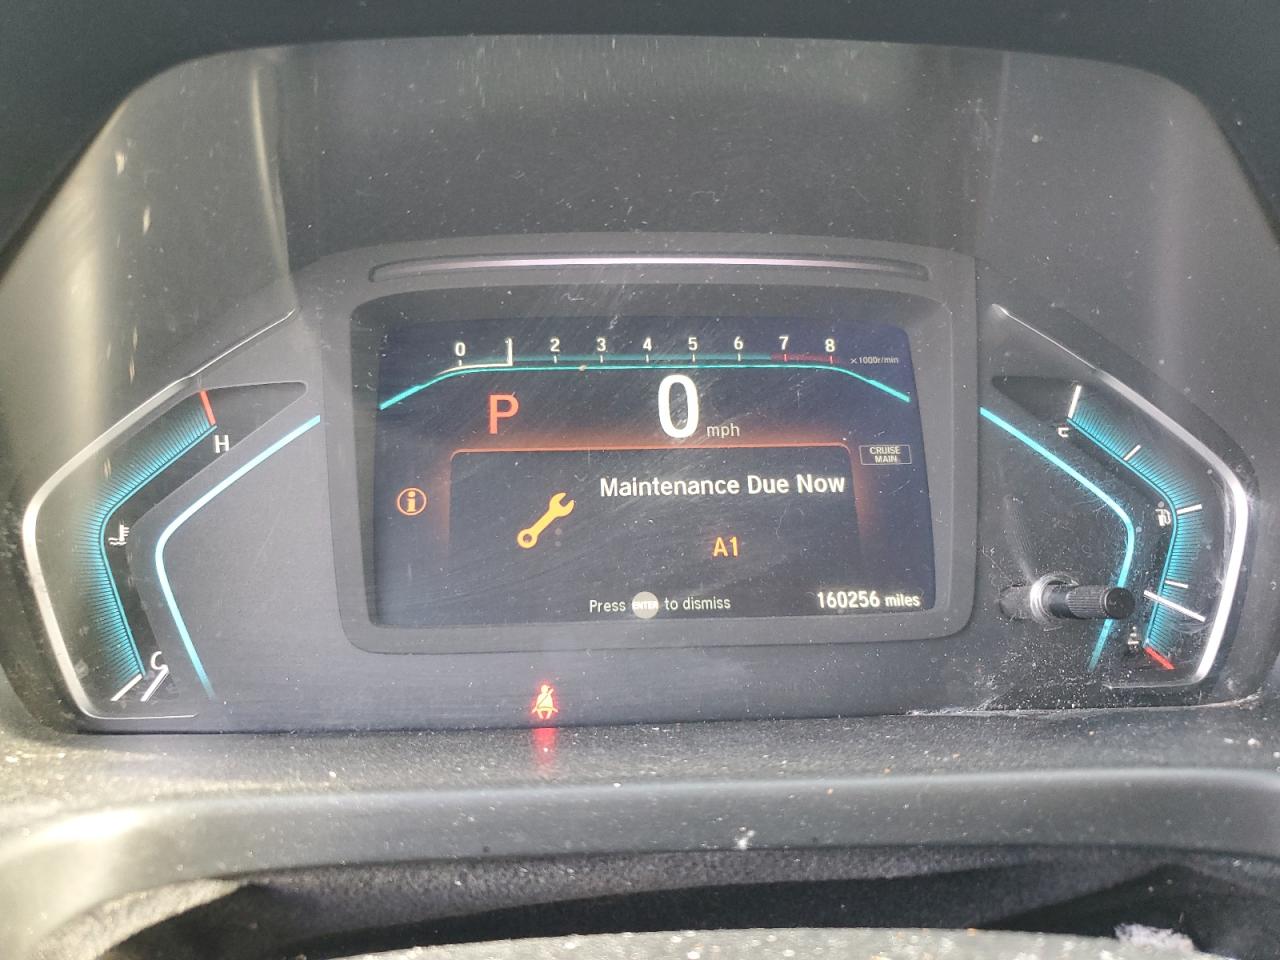 0 1 2 3 4 5 6 7 8 x1000r/min
P 0 mph
H
CRUISE
MAIN
Maintenance Due Now
A1
Press ENTER to dismiss
160256 miles
C